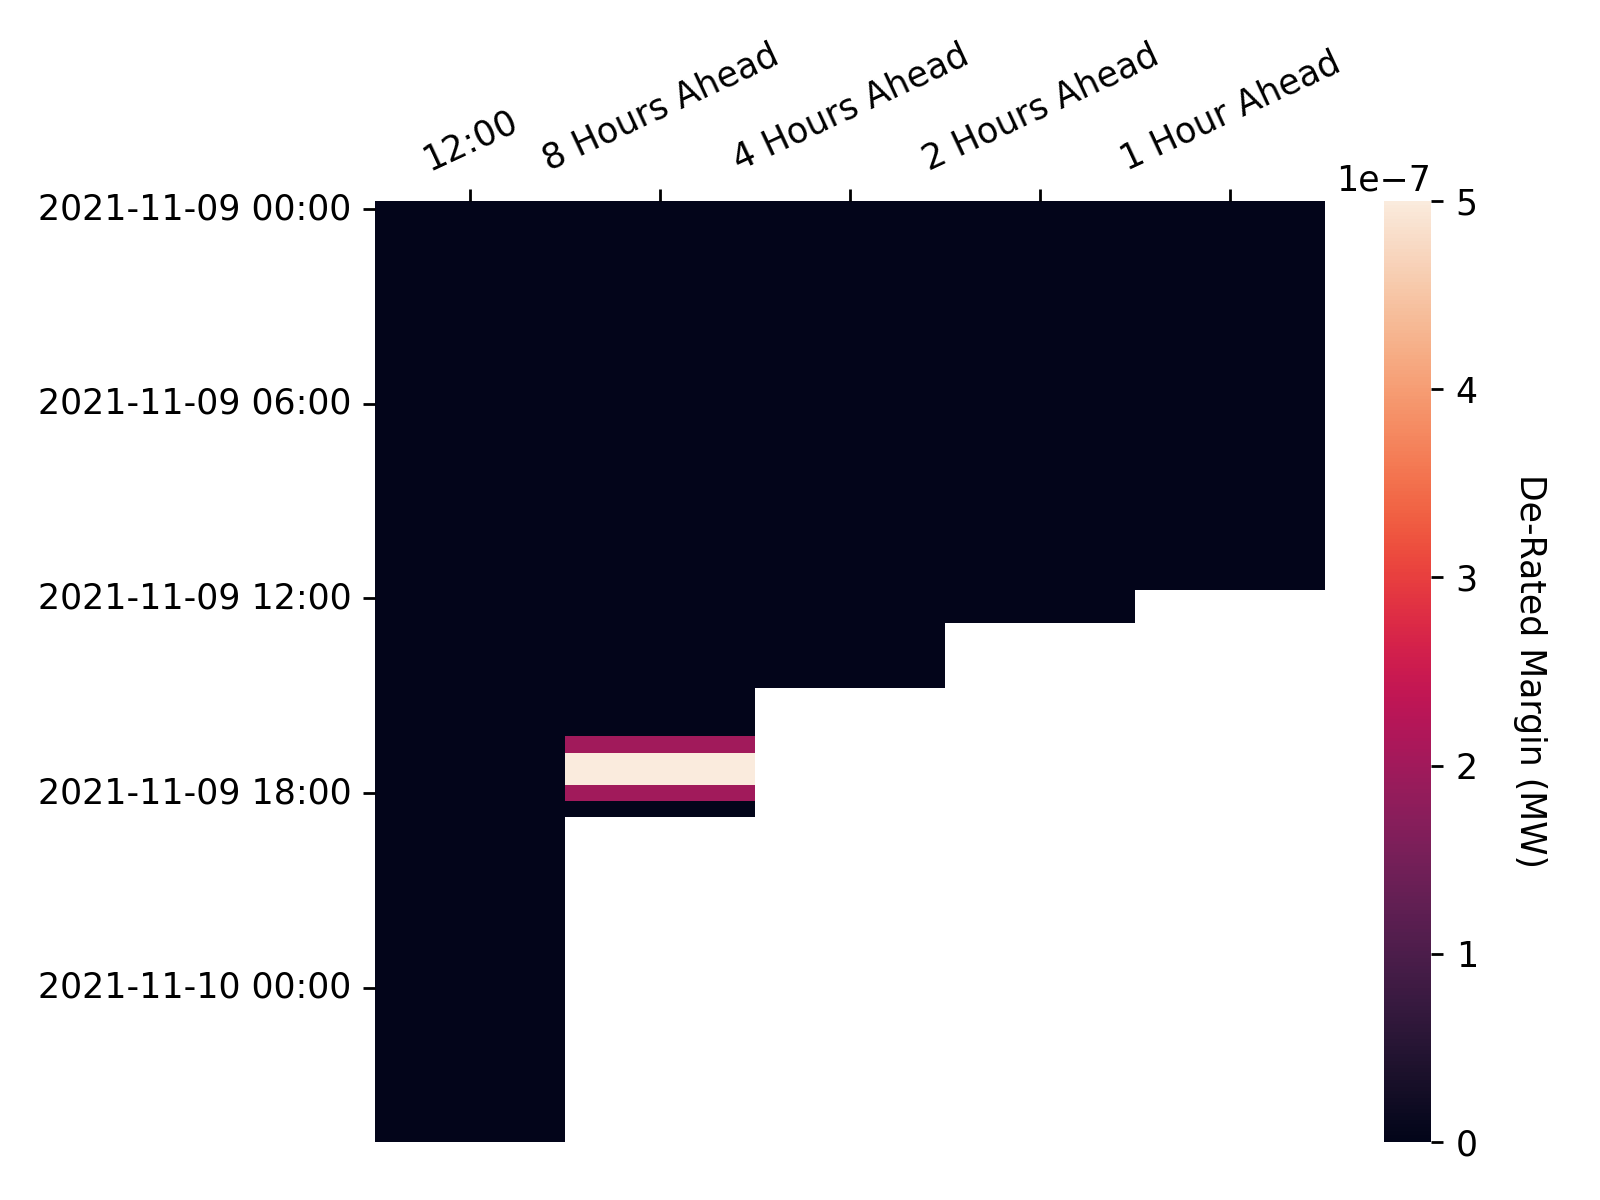 12:00
8 Hours Ahead
4 Hours Ahead
2 Hours Ahead
1 Hour Ahead
1e−7
2021-11-09 00:00
2021-11-09 06:00
2021-11-09 12:00
2021-11-09 18:00
2021-11-10 00:00
5
4
3
2
1
0
De-Rated Margin (MW)